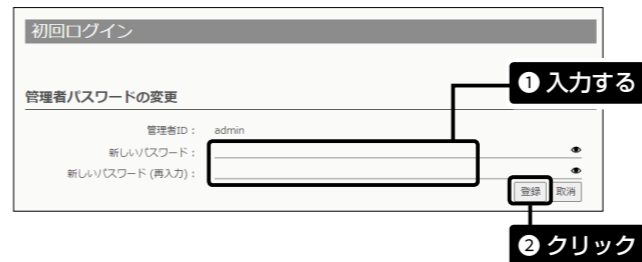 初回ログイン
❶ 入力する
管理者パスワードの変更
管理者ID： admin
新しいパスワード：
新しいパスワード (再入力)：
登録 取消
❷ クリック